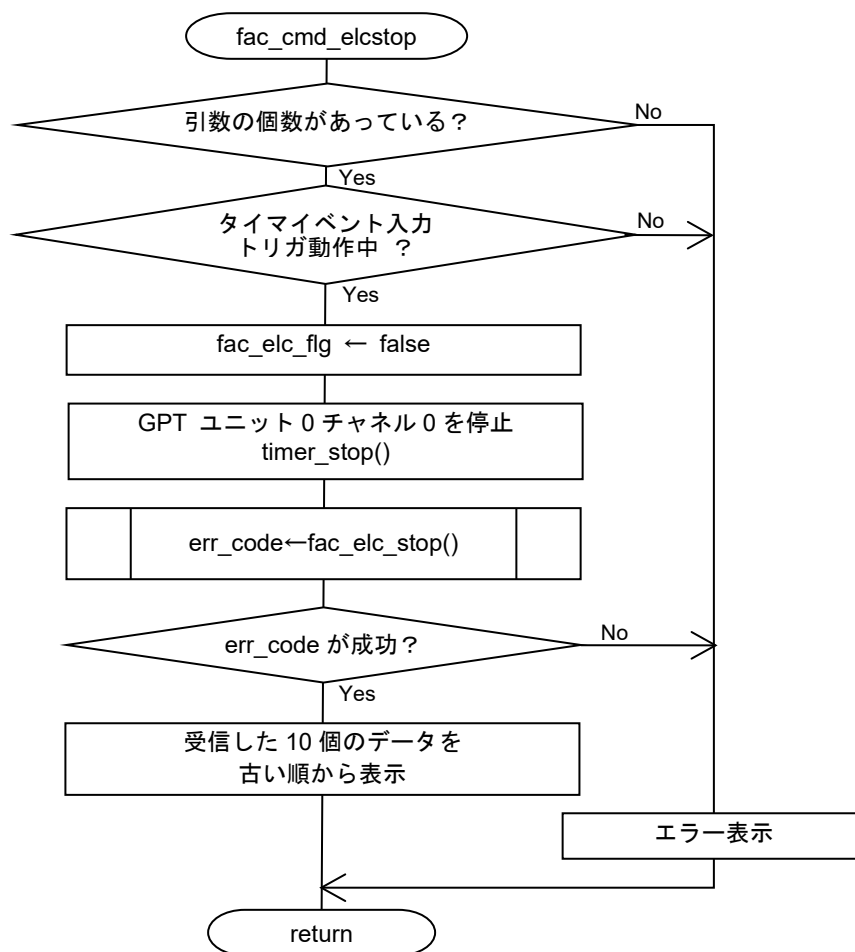 fac_cmd_elcstop
引数の個数があっている？
No
Yes
タイマイベント入力
トリガ動作中 ？
No
Yes
fac_elc_flg ← false
GPT ユニット 0 チャネル 0 を停止
timer_stop()
err_code←fac_elc_stop()
err_code が成功？
No
Yes
受信した 10 個のデータを
古い順から表示
エラー表示
return